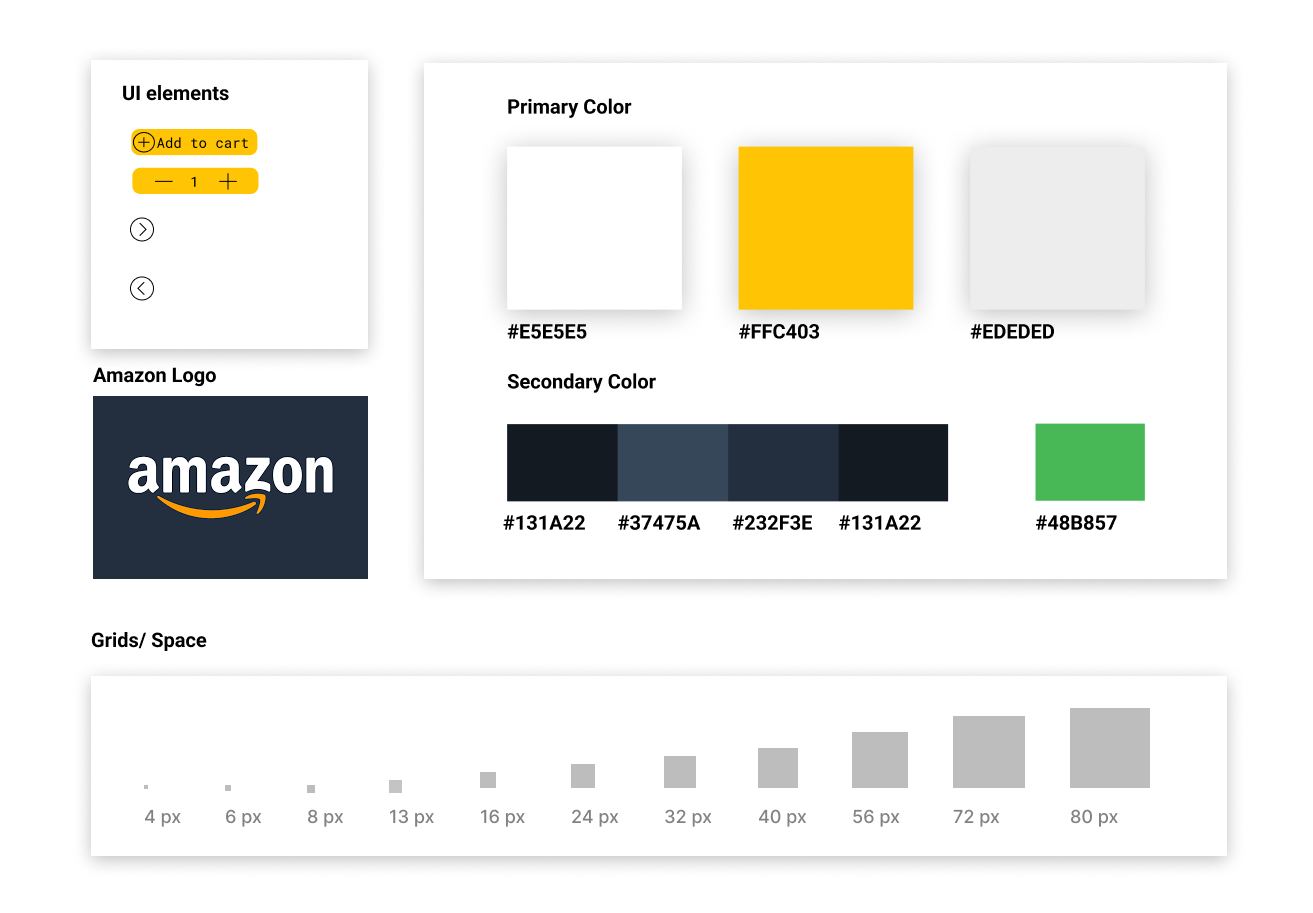 UI elements
Add to cart
1
Amazon Logo
amazon
Primary Color
#E5E5E5 #FFC403 #EDEDED
Secondary Color
#131A22 #37475A #232F3E #131A22 #48B857
Grids/ Space
4 px 6 px 8 px 13 px 16 px 24 px 32 px 40 px 56 px 72 px 80 px